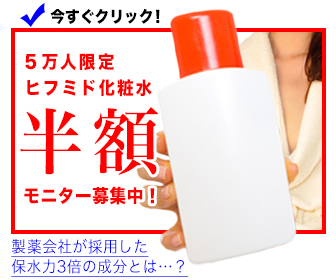 今すぐクリック!
5万人限定
ヒフミド化粧水
半額
モニター募集中!
製薬会社が採用した
保水力3倍の成分とは…?